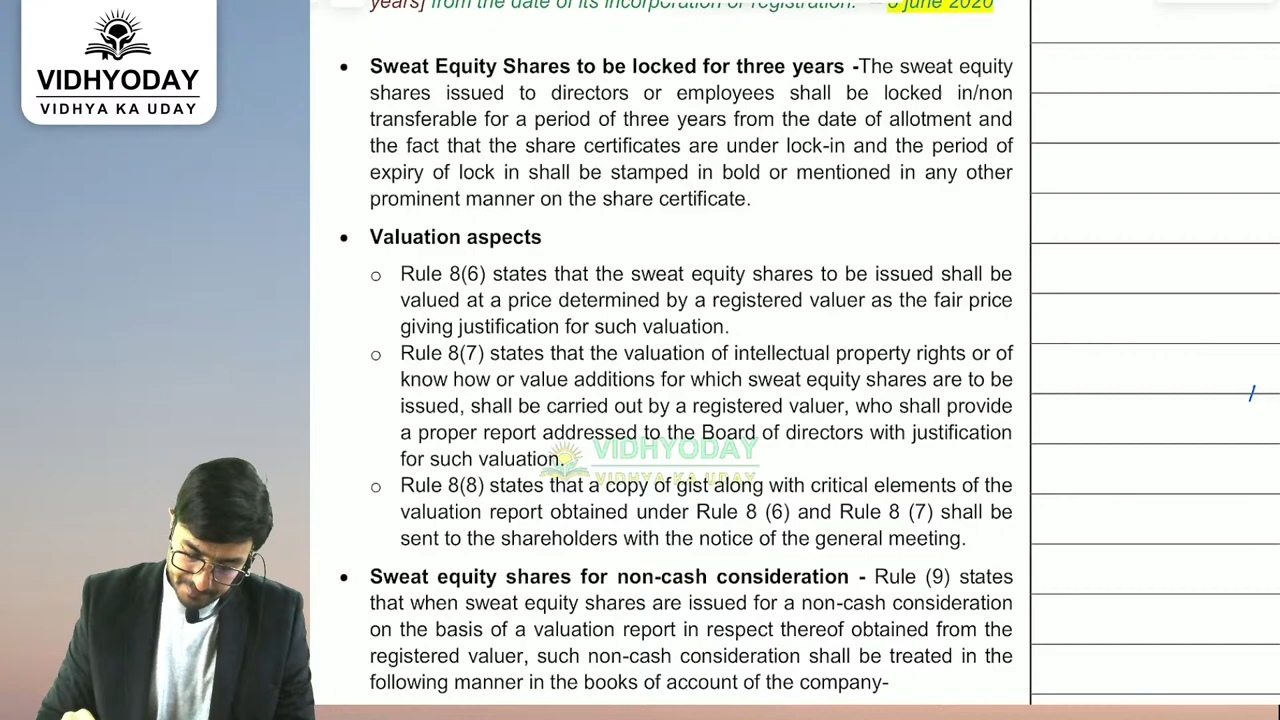 years] from the date of its incorporation or registration. – 5 june 2020
VIDHYODAY
VIDHYA KA UDAY
• Sweat Equity Shares to be locked for three years -The sweat equity
shares issued to directors or employees shall be locked in/non
transferable for a period of three years from the date of allotment and
the fact that the share certificates are under lock-in and the period of
expiry of lock in shall be stamped in bold or mentioned in any other
prominent manner on the share certificate.
• Valuation aspects
o Rule 8(6) states that the sweat equity shares to be issued shall be
valued at a price determined by a registered valuer as the fair price
giving justification for such valuation.
o Rule 8(7) states that the valuation of intellectual property rights or of
know how or value additions for which sweat equity shares are to be
issued, shall be carried out by a registered valuer, who shall provide
a proper report addressed to the Board of directors with justification
for such valuation.
VIDHYODAY
VIDHYA KA UDAY
o Rule 8(8) states that a copy of gist along with critical elements of the
valuation report obtained under Rule 8 (6) and Rule 8 (7) shall be
sent to the shareholders with the notice of the general meeting.
• Sweat equity shares for non-cash consideration - Rule (9) states
that when sweat equity shares are issued for a non-cash consideration
on the basis of a valuation report in respect thereof obtained from the
registered valuer, such non-cash consideration shall be treated in the
following manner in the books of account of the company-